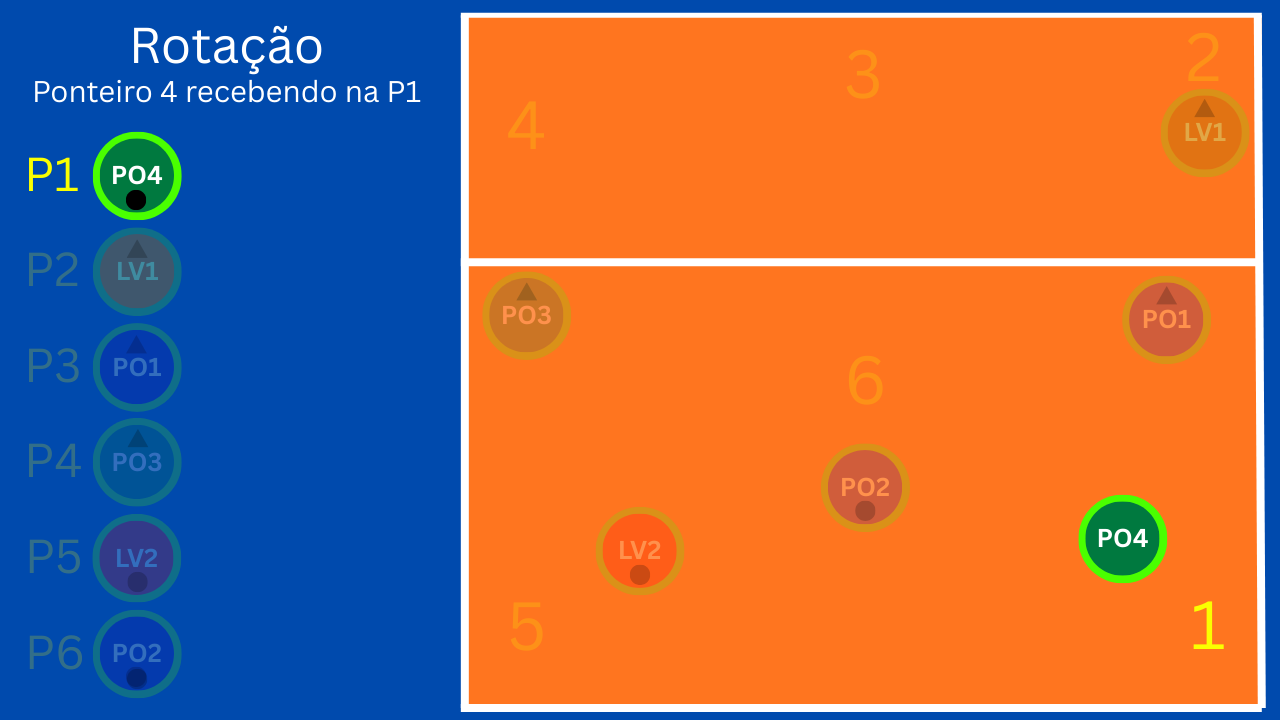 Rotação
Ponteiro 4 recebendo na P1
P1 PO4
P2 LV1
P3 PO1
P4 PO3
P5 LV2
P6 PO2
2
3
4
LV1
PO3
PO1
6
PO2
LV2
PO4
5
1